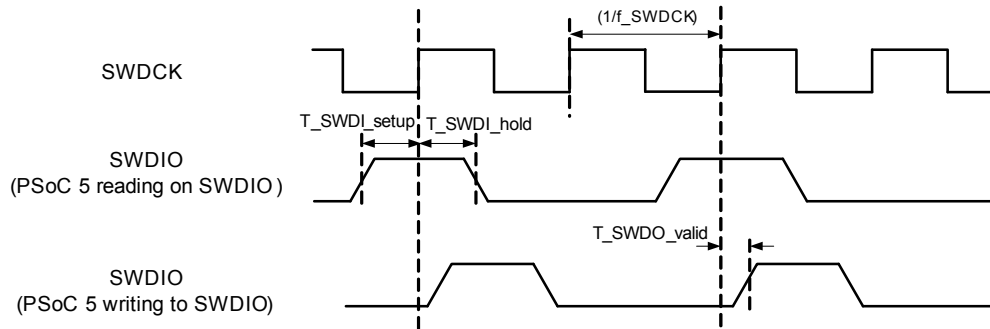 (1/f_SWDCK)
SWDCK
T_SWDI_setup T_SWDI_hold
SWDIO
(PSoC 5 reading on SWDIO )
T_SWDO_valid
SWDIO
(PSoC 5 writing to SWDIO)